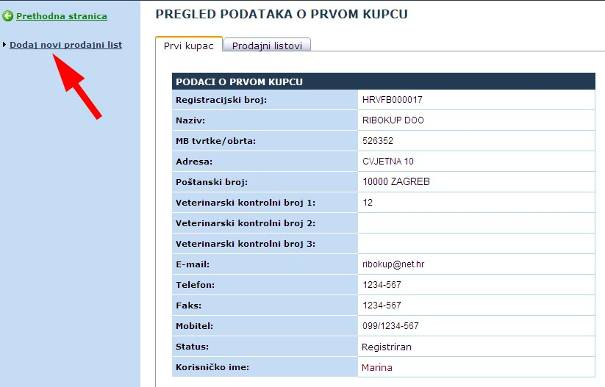 Prethodna stranica
Dodaj novi prodajni list
PREGLED PODATAKA O PRVOM KUPCU
Prvi kupac Prodajni listovi
PODACI O PRVOM KUPCU
Registracijski broj: HRVFB000017
Naziv: RIBOKUP DOO
MB tvrtke/obrta: 526352
Adresa: CVJETNA 10
Poštanski broj: 10000 ZAGREB
Veterinarski kontrolni broj 1: 12
Veterinarski kontrolni broj 2:
Veterinarski kontrolni broj 3:
E-mail: ribokup@net.hr
Telefon: 1234-567
Faks: 1234-567
Mobitel: 099/1234-567
Status: Registriran
Korisničko ime: Marina